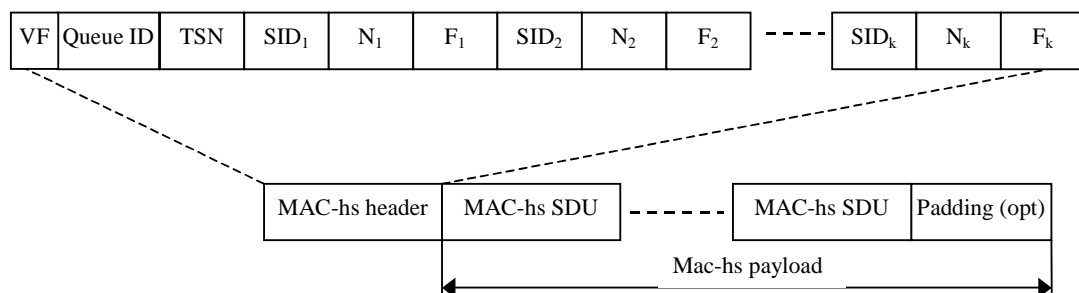 VF Queue ID TSN SID₁ N₁ F₁ SID₂ N₂ F₂ SIDₖ Nₖ Fₖ
MAC-hs header MAC-hs SDU MAC-hs SDU Padding (opt)
Mac-hs payload